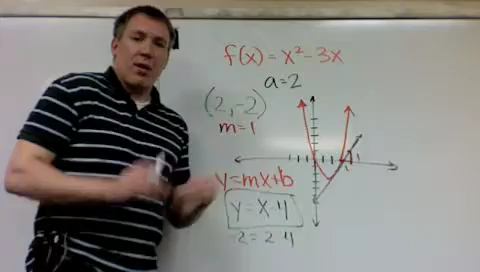 f(x) = x² - 3x
a = 2
(2, -2)
m = 1
y = mx + b
y = x - 4
-2 = 2 - 4